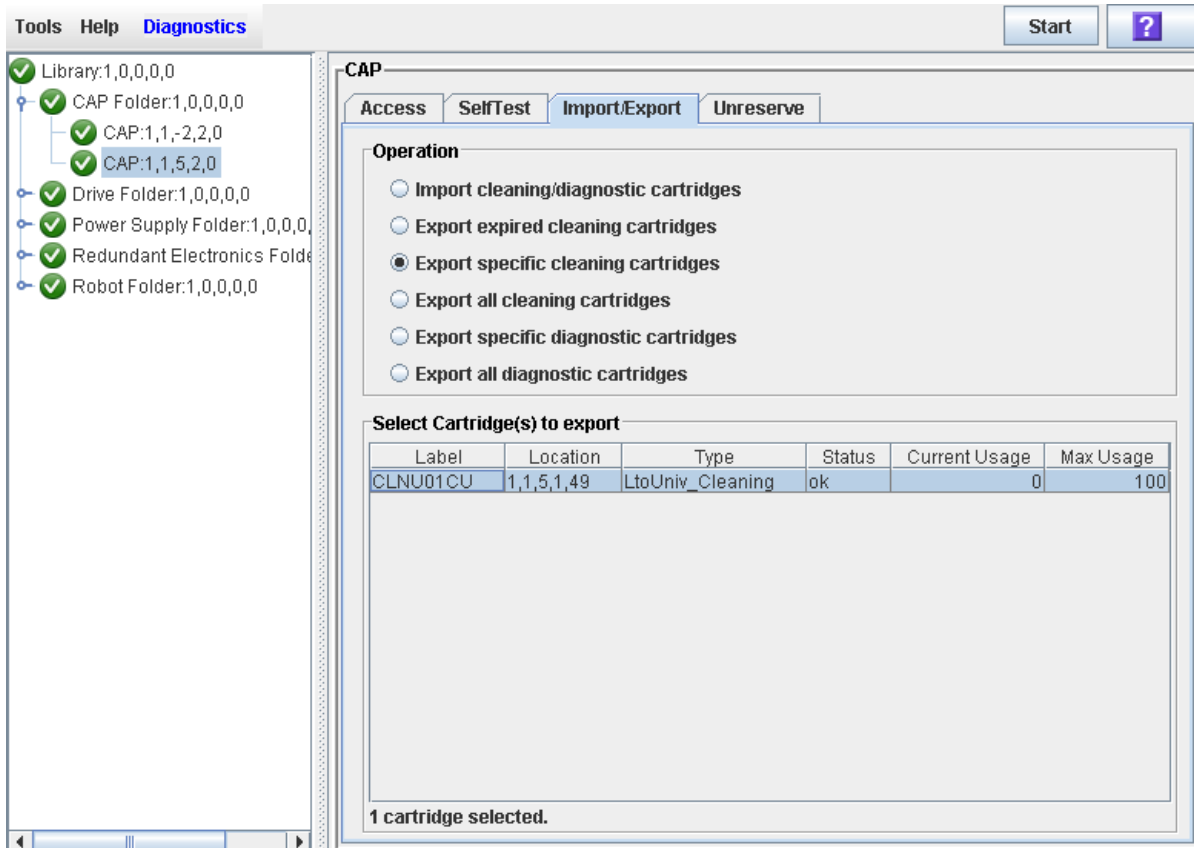 Tools Help Diagnostics Start ?
Library:1,0,0,0,0
CAP Folder:1,0,0,0,0
CAP:1,1,-2,2,0
CAP:1,1,5,2,0
Drive Folder:1,0,0,0,0
Power Supply Folder:1,0,0,0,
Redundant Electronics Folde
Robot Folder:1,0,0,0,0
CAP
Access SelfTest Import/Export Unreserve
Operation
Import cleaning/diagnostic cartridges
Export expired cleaning cartridges
Export specific cleaning cartridges
Export all cleaning cartridges
Export specific diagnostic cartridges
Export all diagnostic cartridges
Select Cartridge(s) to export
Label Location Type Status Current Usage Max Usage
CLNU01CU 1,1,5,1,49 LtoUniv_Cleaning ok 0 100
1 cartridge selected.